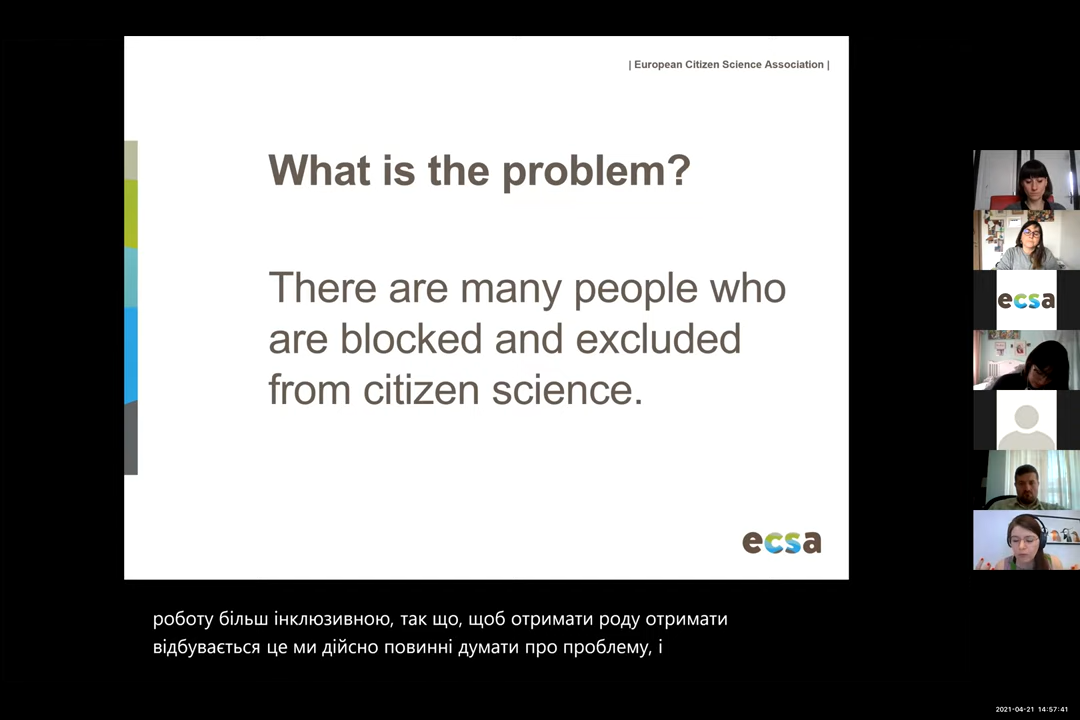 | European Citizen Science Association |
What is the problem?
There are many people who
are blocked and excluded
from citizen science.
ecsa
ecsa
роботу більш інклюзивною, так що, щоб отримати роду отримати
відбувається це ми дійсно повинні думати про проблему, і
2021-04-21 14:57:41